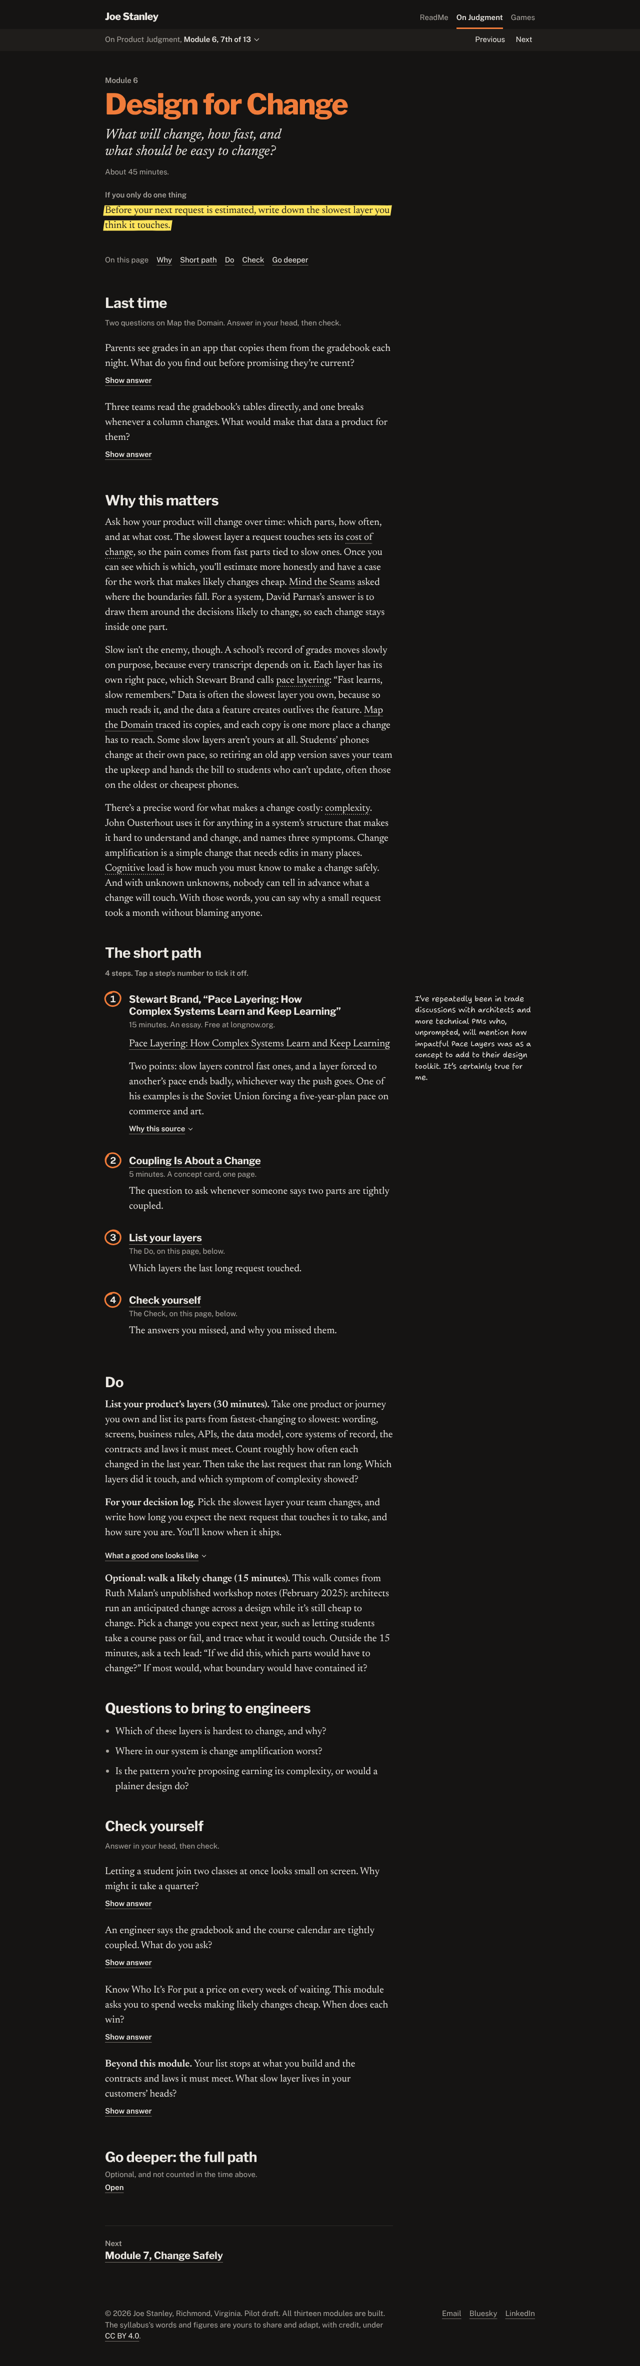 Joe Stanley
ReadMe On Judgment Games
On Product Judgment, Module 6, 7th of 13
Previous Next
Module 6
Design for Change
What will change, how fast, and
what should be easy to change?
About 45 minutes.
If you only do one thing
Before your next request is estimated, write down the slowest layer you
think it touches.
On this page Why Short path Do Check Go deeper
Last time
Two questions on Map the Domain. Answer in your head, then check.
Parents see grades in an app that copies them from the gradebook each
night. What do you find out before promising they’re current?
Show answer
Three teams read the gradebook’s tables directly, and one breaks
whenever a column changes. What would make that data a product for
them?
Show answer
Why this matters
Ask how your product will change over time: which parts, how often,
and at what cost. The slowest layer a request touches sets its cost of
change, so the pain comes from fast parts tied to slow ones. Once you
can see which is which, you’ll estimate more honestly and have a case
for the work that makes likely changes cheap. Mind the Seams asked
where the boundaries fall. For a system, David Parnas’s answer is to
draw them around the decisions likely to change, so each change stays
inside one part.
Slow isn’t the enemy, though. A school’s record of grades moves slowly
on purpose, because every transcript depends on it. Each layer has its
own right pace, which Stewart Brand calls pace layering: “Fast learns,
slow remembers.” Data is often the slowest layer you own, because so
much reads it, and the data a feature creates outlives the feature. Map
the Domain traced its copies, and each copy is one more place a change
has to reach. Some slow layers aren’t yours at all. Students’ phones
change at their own pace, so retiring an old app version saves your team
the upkeep and hands the bill to students who can’t update, often those
on the oldest or cheapest phones.
There’s a precise word for what makes a change costly: complexity.
John Ousterhout uses it for anything in a system’s structure that makes
it hard to understand and change, and names three symptoms. Change
amplification is a simple change that needs edits in many places.
Cognitive load is how much you must know to make a change safely.
And with unknown unknowns, nobody can tell in advance what a
change will touch. With those words, you can say why a small request
took a month without blaming anyone.
The short path
4 steps. Tap a step’s number to tick it off.
1 Stewart Brand, “Pace Layering: How
Complex Systems Learn and Keep Learning”
15 minutes. An essay. Free at longnow.org.
Pace Layering: How Complex Systems Learn and Keep Learning
Two points: slow layers control fast ones, and a layer forced to
another’s pace ends badly, whichever way the push goes. One of
his examples is the Soviet Union forcing a five-year-plan pace on
commerce and art.
Why this source
I’ve repeatedly been in trade
discussions with architects and
more technical PMs who,
unprompted, will mention how
impactful Pace Layers was as a
concept to add to their design
toolkit. It’s certainly true for
me.
2 Coupling Is About a Change
5 minutes. A concept card, one page.
The question to ask whenever someone says two parts are tightly
coupled.
3 List your layers
The Do, on this page, below.
Which layers the last long request touched.
4 Check yourself
The Check, on this page, below.
The answers you missed, and why you missed them.
Do
List your product’s layers (30 minutes). Take one product or journey
you own and list its parts from fastest-changing to slowest: wording,
screens, business rules, APIs, the data model, core systems of record, the
contracts and laws it must meet. Count roughly how often each
changed in the last year. Then take the last request that ran long. Which
layers did it touch, and which symptom of complexity showed?
For your decision log. Pick the slowest layer your team changes, and
write how long you expect the next request that touches it to take, and
how sure you are. You’ll know when it ships.
What a good one looks like
Optional: walk a likely change (15 minutes). This walk comes from
Ruth Malan’s unpublished workshop notes (February 2025): architects
run an anticipated change across a design while it’s still cheap to
change. Pick a change you expect next year, such as letting students
take a course pass or fail, and trace what it would touch. Outside the 15
minutes, ask a tech lead: “If we did this, which parts would have to
change?” If most would, what boundary would have contained it?
Questions to bring to engineers
• Which of these layers is hardest to change, and why?
• Where in our system is change amplification worst?
• Is the pattern you’re proposing earning its complexity, or would a
plainer design do?
Check yourself
Answer in your head, then check.
Letting a student join two classes at once looks small on screen. Why
might it take a quarter?
Show answer
An engineer says the gradebook and the course calendar are tightly
coupled. What do you ask?
Show answer
Know Who It’s For put a price on every week of waiting. This module
asks you to spend weeks making likely changes cheap. When does each
win?
Show answer
Beyond this module. Your list stops at what you build and the
contracts and laws it must meet. What slow layer lives in your
customers’ heads?
Show answer
Go deeper: the full path
Optional, and not counted in the time above.
Open
Next
Module 7, Change Safely
© 2026 Joe Stanley, Richmond, Virginia. Pilot draft. All thirteen modules are built.
The syllabus’s words and figures are yours to share and adapt, with credit, under
CC BY 4.0.
Email Bluesky LinkedIn